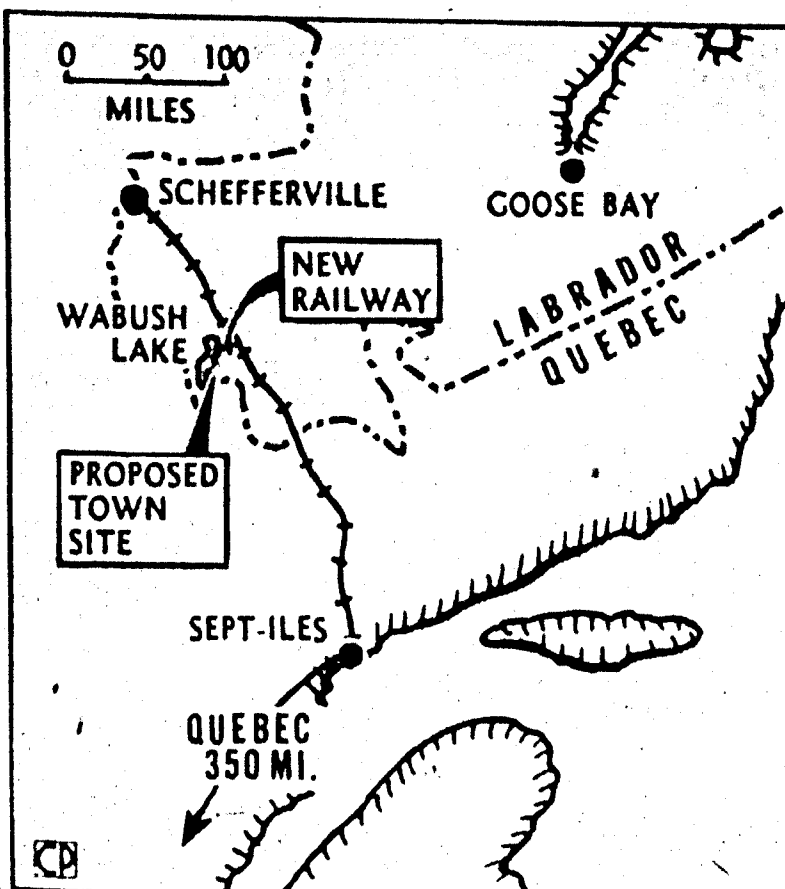 0 50 100
MILES
SCHEFFERVILLE
GOOSE BAY
NEW
RAILWAY
LABRADOR
QUEBEC
WABUSH
LAKE
PROPOSED
TOWN
SITE
SEPT-ILES
QUEBEC
350 MI.
CP